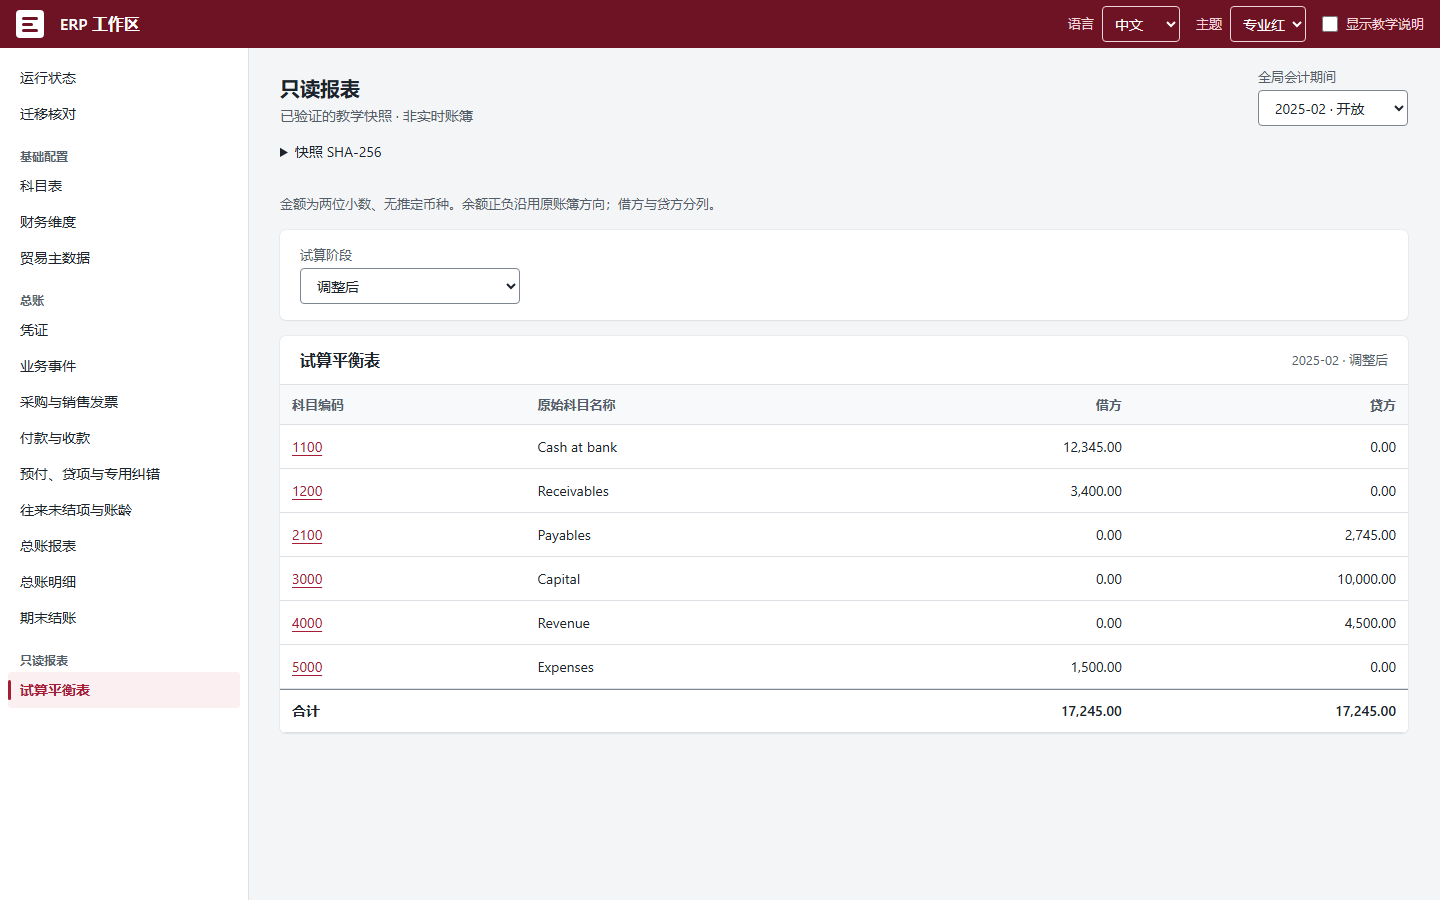 ERP 工作区
语言 中文 主题 专业红 显示教学说明
运行状态
迁移核对
基础配置
科目表
财务维度
贸易主数据
总账
凭证
业务事件
采购与销售发票
付款与收款
预付、贷项与专用纠错
往来未结项与账龄
总账报表
总账明细
期末结账
只读报表
试算平衡表
只读报表
已验证的教学快照 · 非实时账簿
全局会计期间
2025-02 · 开放
快照 SHA-256
金额为两位小数、无推定币种。余额正负沿用原账簿方向；借方与贷方分列。
试算阶段
调整后
试算平衡表 2025-02 · 调整后
科目编码 原始科目名称 借方 贷方
1100 Cash at bank 12,345.00 0.00
1200 Receivables 3,400.00 0.00
2100 Payables 0.00 2,745.00
3000 Capital 0.00 10,000.00
4000 Revenue 0.00 4,500.00
5000 Expenses 1,500.00 0.00
合计 17,245.00 17,245.00